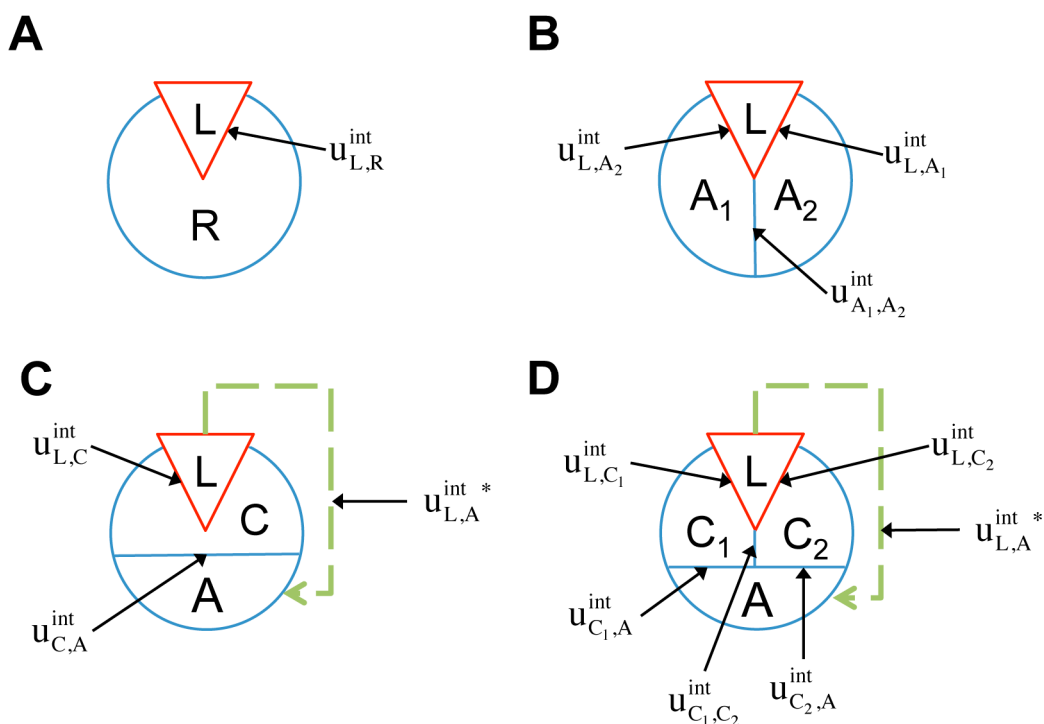 A
B
L
L
u^int_L,R
u^int_L,A₂
u^int_L,A₁
A₁
A₂
R
u^int_A₁,A₂
C
D
u^int_L,C
u^int_L,C₁
u^int_L,C₂
L
L
u^int*_L,A
u^int*_L,A
C
C₁
C₂
A
A
u^int_C,A
u^int_C₁,A
u^int_C₁,C₂
u^int_C₂,A